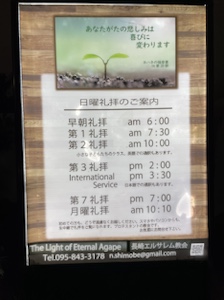 あなたがたの悲しみは
喜びに
変わります
日曜礼拝のご案内
早朝礼拝 am 6:00
第1礼拝 am 7:30
第2礼拝 am 10:00
第3礼拝 pm 2:00
International Service pm 3:30
第7礼拝 pm 7:00
月曜礼拝 am 10:10
The Light of Eternal Agape 長崎エルサレム教会
Tel.095-843-3178 n.shimobe@gmail.com